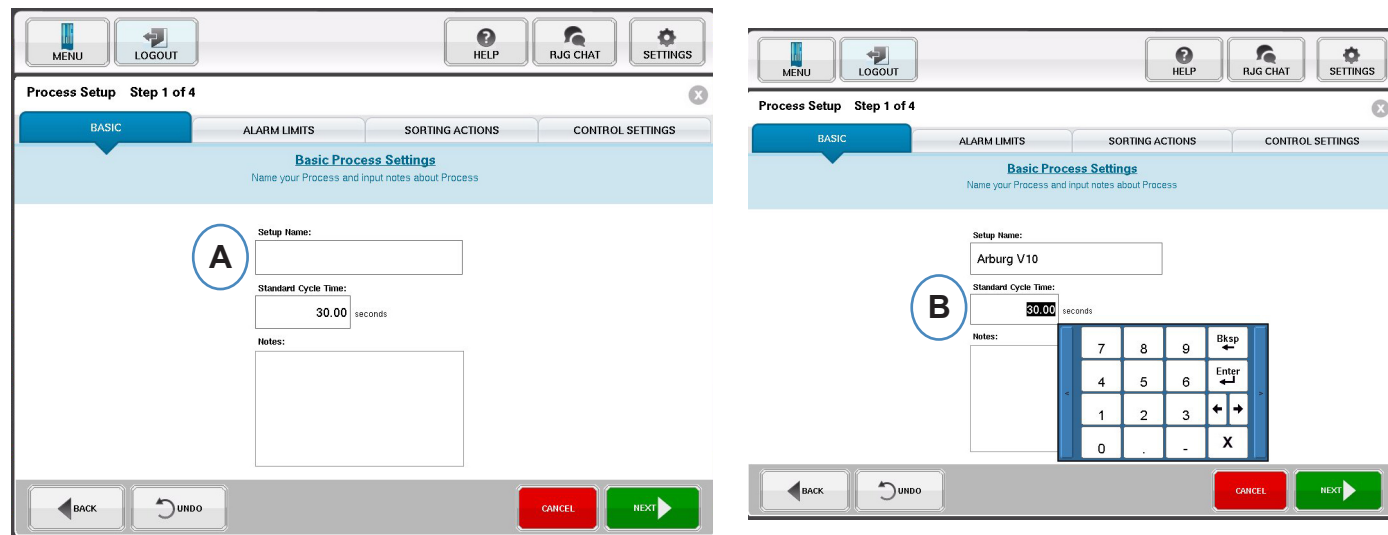 MENU LOGOUT HELP RJG CHAT SETTINGS
Process Setup Step 1 of 4
BASIC ALARM LIMITS SORTING ACTIONS CONTROL SETTINGS
Basic Process Settings
Name your Process and input notes about Process
Setup Name:
A
Standard Cycle Time:
30.00 seconds
Notes:
BACK UNDO CANCEL NEXT
MENU LOGOUT HELP RJG CHAT SETTINGS
Process Setup Step 1 of 4
BASIC ALARM LIMITS SORTING ACTIONS CONTROL SETTINGS
Basic Process Settings
Name your Process and input notes about Process
Setup Name:
Arburg V10
Standard Cycle Time:
B 30.00 seconds
Notes:
7 8 9 Bksp
4 5 6 Enter
< >
1 2 3
0 . - X
BACK UNDO CANCEL NEXT